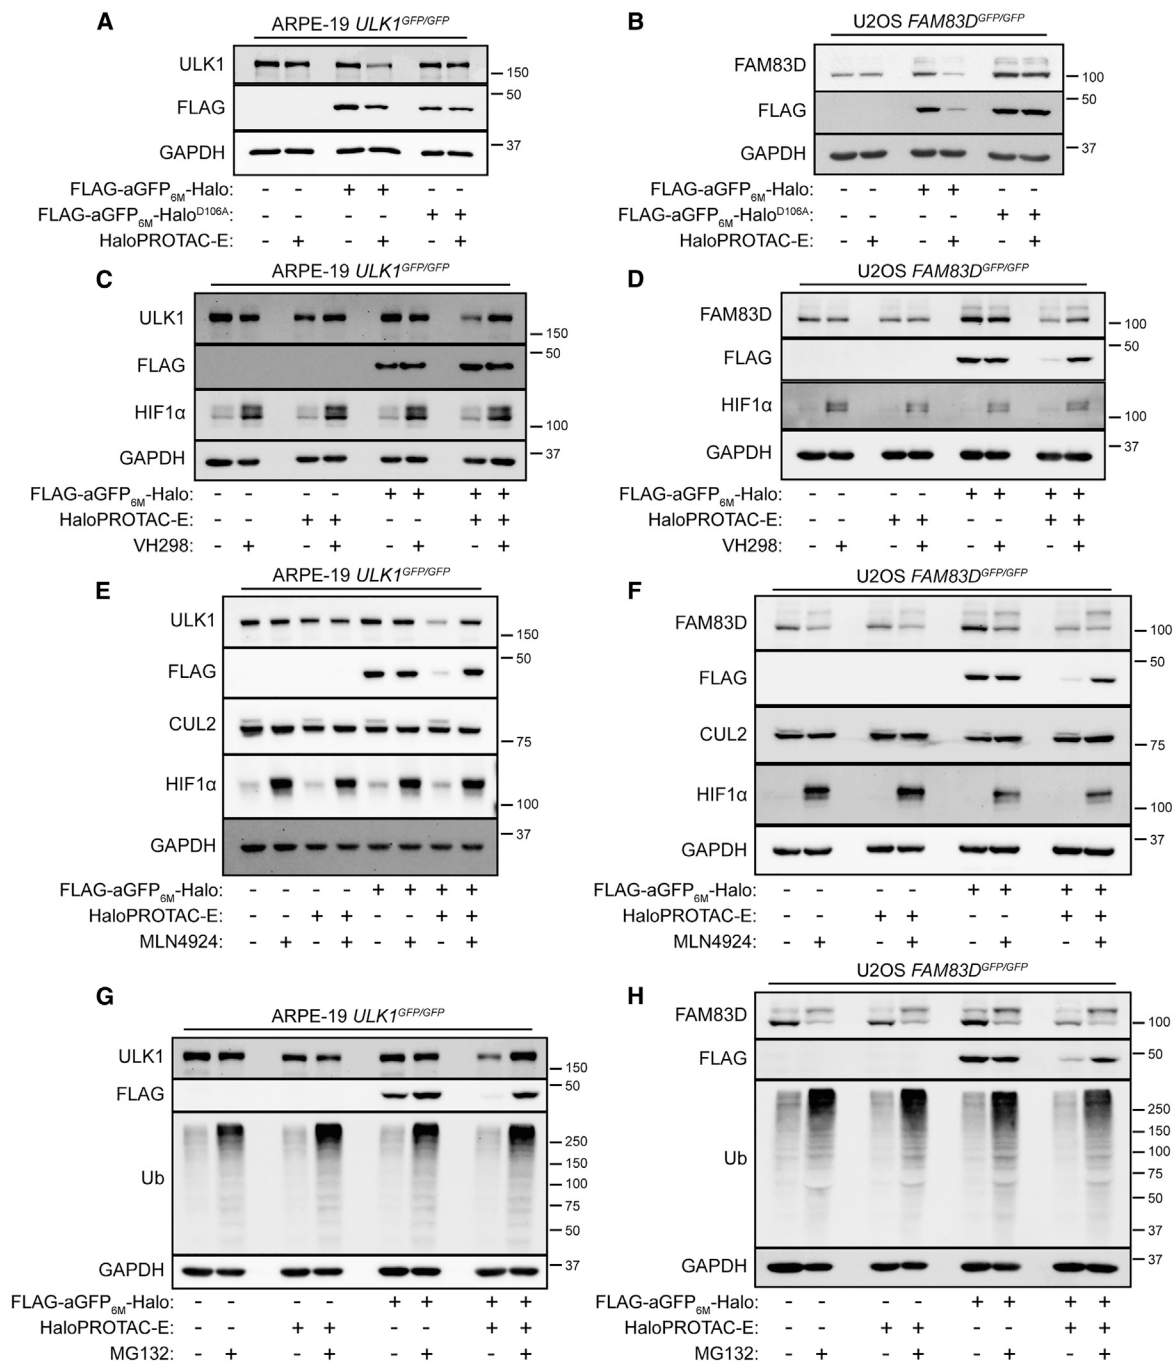 A
ARPE-19 ULK1GFP/GFP
ULK1
150
FLAG
50
GAPDH
37
FLAG-aGFP6M-Halo: - - + + - -
FLAG-aGFP6M-HaloD106A: - - - - + +
HaloPROTAC-E: - + - + - +
B
U2OS FAM83DGFP/GFP
FAM83D
100
FLAG
50
GAPDH
37
FLAG-aGFP6M-Halo: - - + + - -
FLAG-aGFP6M-HaloD106A: - - - - + +
HaloPROTAC-E: - + - + - +
C
ARPE-19 ULK1GFP/GFP
ULK1
150
FLAG
50
HIF1α
100
GAPDH
37
FLAG-aGFP6M-Halo: - - - - + + + +
HaloPROTAC-E: - - + + - - + +
VH298: - + - + - + - +
D
U2OS FAM83DGFP/GFP
FAM83D
100
FLAG
50
HIF1α
100
GAPDH
37
FLAG-aGFP6M-Halo: - - - - + + + +
HaloPROTAC-E: - - + + - - + +
VH298: - + - + - + - +
E
ARPE-19 ULK1GFP/GFP
ULK1
150
FLAG
50
CUL2
75
HIF1α
100
GAPDH
37
FLAG-aGFP6M-Halo: - - - - + + + +
HaloPROTAC-E: - - + + - - + +
MLN4924: - + - + - + - +
F
U2OS FAM83DGFP/GFP
FAM83D
100
FLAG
50
CUL2
75
HIF1α
100
GAPDH
37
FLAG-aGFP6M-Halo: - - - - + + + +
HaloPROTAC-E: - - + + - - + +
MLN4924: - + - + - + - +
G
ARPE-19 ULK1GFP/GFP
ULK1
150
FLAG
50
Ub
250
150
100
75
50
GAPDH
37
FLAG-aGFP6M-Halo: - - - - + + + +
HaloPROTAC-E: - - + + - - + +
MG132: - + - + - + - +
H
U2OS FAM83DGFP/GFP
FAM83D
100
FLAG
50
Ub
250
150
100
75
50
37
GAPDH
37
FLAG-aGFP6M-Halo: - - - - + + + +
HaloPROTAC-E: - - + + - - + +
MG132: - + - + - + - +